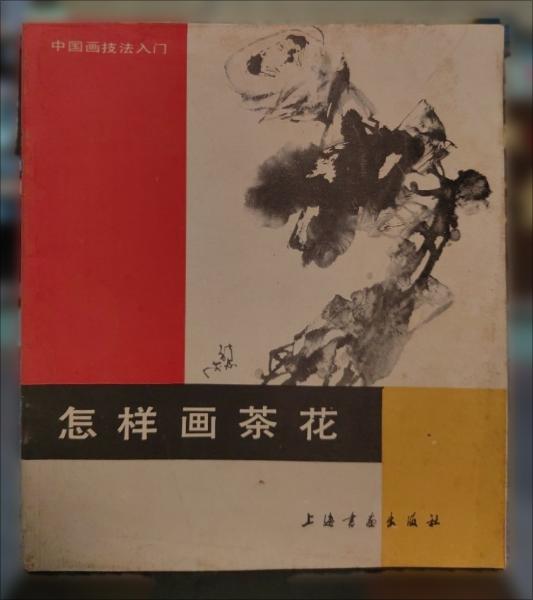 中国画技法入门
怎样画茶花
上海书画出版社